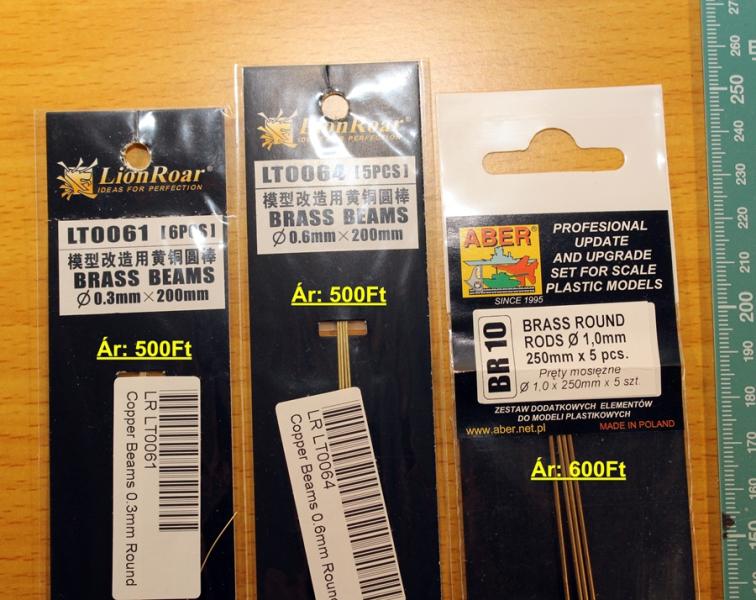 LionRoar®
IDEAS FOR PERFECTION
LT0061 [6PCS]
模型改造用黄铜圆棒
BRASS BEAMS
Ø0.3mm×200mm
Ár: 500Ft
LR LT0061
Copper Beams 0.3mm Round
LionRoar®
IDEAS FOR PERFECTION
LT0064 [5PCS]
模型改造用黄铜圆棒
BRASS BEAMS
Ø0.6mm×200mm
Ár: 500Ft
LR LT0064
Copper Beams 0.6mm Round
ABER
SINCE 1995
PROFESIONAL
UPDATE
AND UPGRADE
SET FOR SCALE
PLASTIC MODELS
BR 10
BRASS ROUND
RODS Ø 1,0mm
250mm x 5 pcs.
Pręty mosiężne
Ø 1,0 x 250mm x 5 szt.
ZESTAW DODATKOWYCH ELEMENTÓW
DO MODELI PLASTIKOWYCH
www.aber.net.pl
MADE IN POLAND
Ár: 600Ft
270
260
250
240
230
220
210
200
190
180
170
160
150